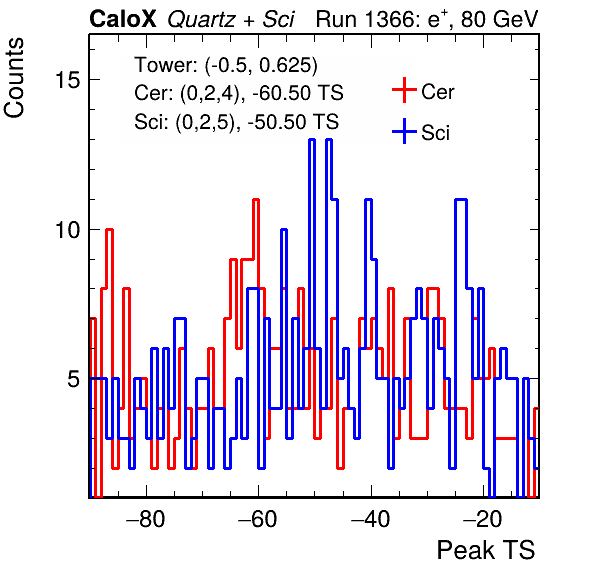 CaloX Quartz + Sci Run 1366: e⁺, 80 GeV
Counts
Tower: (-0.5, 0.625)
Cer: (0,2,4), -60.50 TS
Sci: (0,2,5), -50.50 TS
Cer
Sci
15
10
5
−80 −60 −40 −20
Peak TS